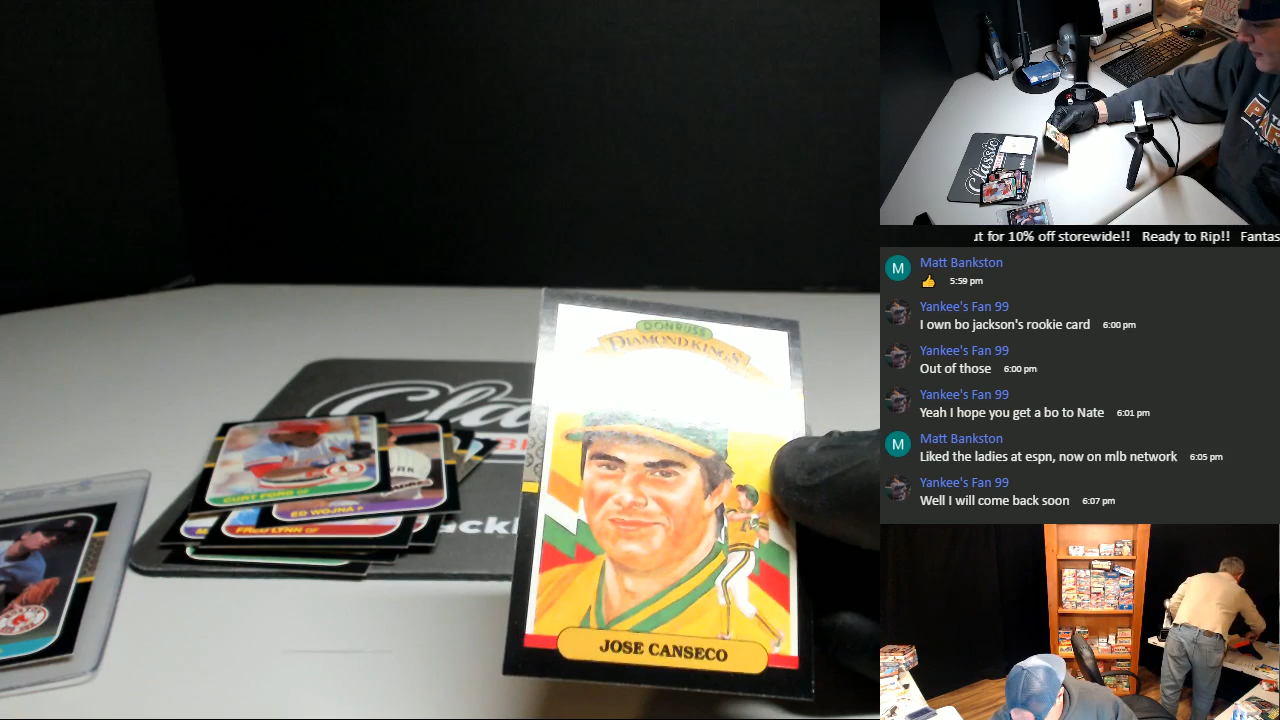 DONRUSS
DIAMOND KINGS
JOSE CANSECO
CURT FORD OF
ED WOJNA P
FRED LYNN OF
Classic
ut for 10% off storewide!! Ready to Rip!! Fantas
M Matt Bankston
👍 5:59 pm
Yankee's Fan 99
I own bo jackson's rookie card 6:00 pm
Yankee's Fan 99
Out of those 6:00 pm
Yankee's Fan 99
Yeah I hope you get a bo to Nate 6:01 pm
M Matt Bankston
Liked the ladies at espn, now on mlb network 6:05 pm
Yankee's Fan 99
Well I will come back soon 6:07 pm